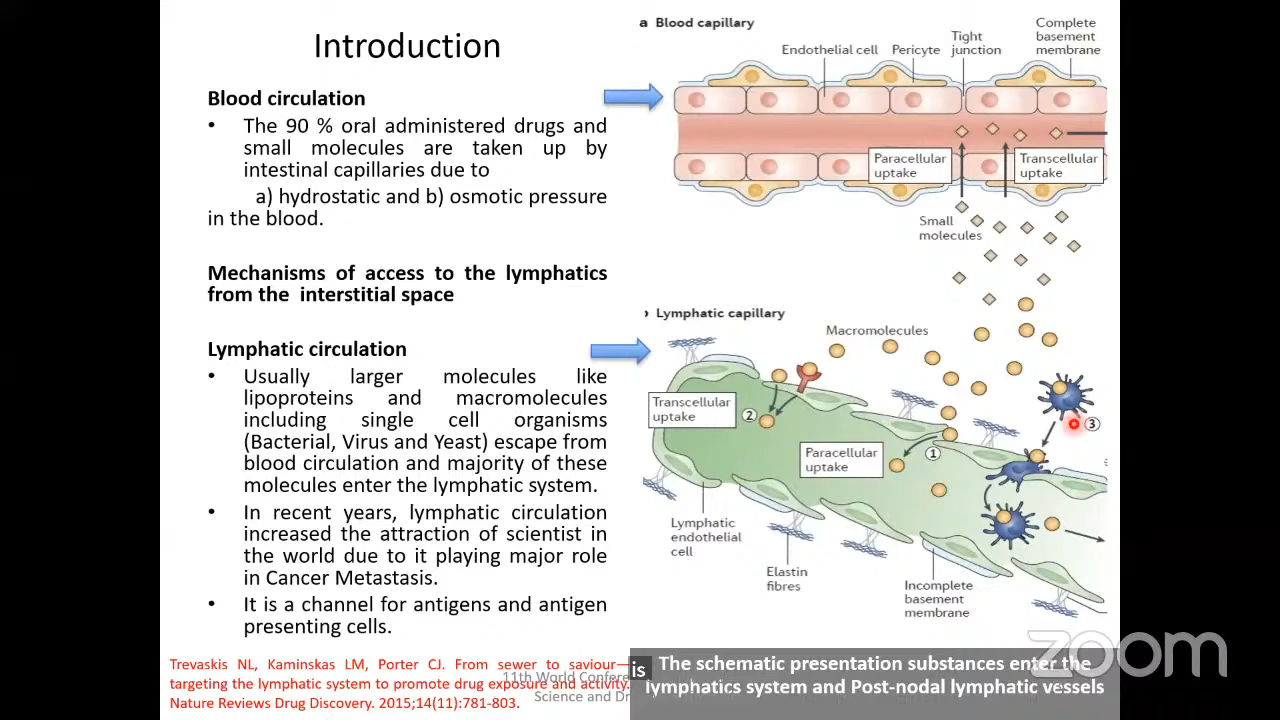 Introduction
Blood circulation
• The 90 % oral administered drugs and
small molecules are taken up by
intestinal capillaries due to
a) hydrostatic and b) osmotic pressure
in the blood.
Mechanisms of access to the lymphatics
from the interstitial space
Lymphatic circulation
• Usually larger molecules like
lipoproteins and macromolecules
including single cell organisms
(Bacterial, Virus and Yeast) escape from
blood circulation and majority of these
molecules enter the lymphatic system.
• In recent years, lymphatic circulation
increased the attraction of scientist in
the world due to it playing major role
in Cancer Metastasis.
• It is a channel for antigens and antigen
presenting cells.
Trevaskis NL, Kaminskas LM, Porter CJ. From sewer to saviour—
targeting the lymphatic system to promote drug exposure and activity.
Nature Reviews Drug Discovery. 2015;14(11):781-803.
a Blood capillary
Endothelial cell
Pericyte
Tight
junction
Complete
basement
membrane
Paracellular
uptake
Transcellular
uptake
Small
molecules
b Lymphatic capillary
Macromolecules
Transcellular
uptake
2
Paracellular
uptake
1
3
Lymphatic
endothelial
cell
Elastin
fibres
Incomplete
basement
membrane
zoom
is
The schematic presentation substances enter the
lymphatics system and Post-nodal lymphatic vessels
11th World
Science and